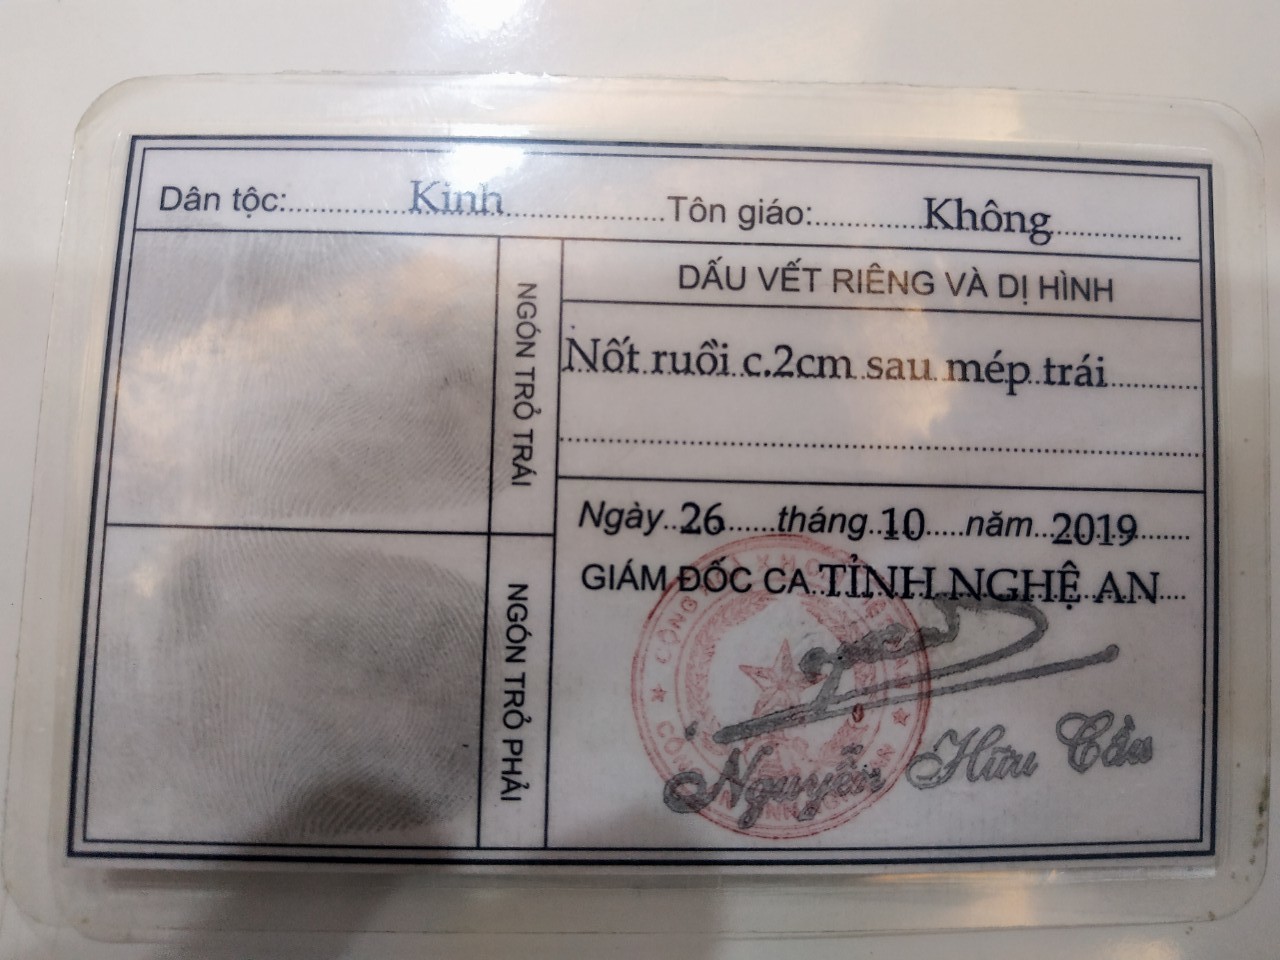 Dân tộc: Kinh Tôn giáo: Không
NGÓN TRỎ TRÁI
DẤU VẾT RIÊNG VÀ DỊ HÌNH
Nốt ruồi c.2cm sau mép trái
Ngày 26 tháng 10 năm 2019
GIÁM ĐỐC CA TỈNH NGHỆ AN
NGÓN TRỎ PHẢI
Nguyễn Hữu Cầu